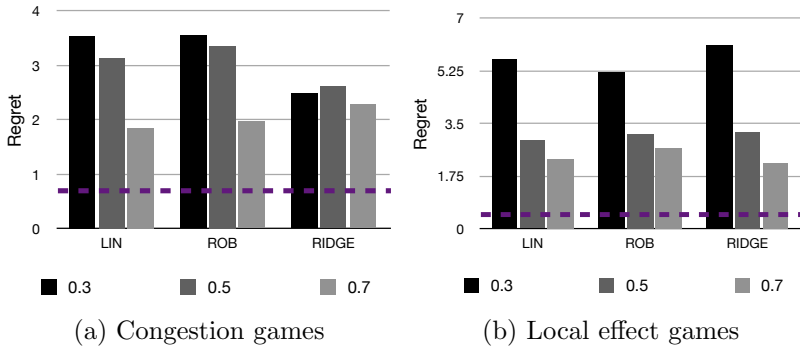 4
3
2
1
0
Regret
LIN ROB RIDGE
0.3 0.5 0.7
(a) Congestion games
7
5.25
3.5
1.75
0
Regret
LIN ROB RIDGE
0.3 0.5 0.7
(b) Local effect games